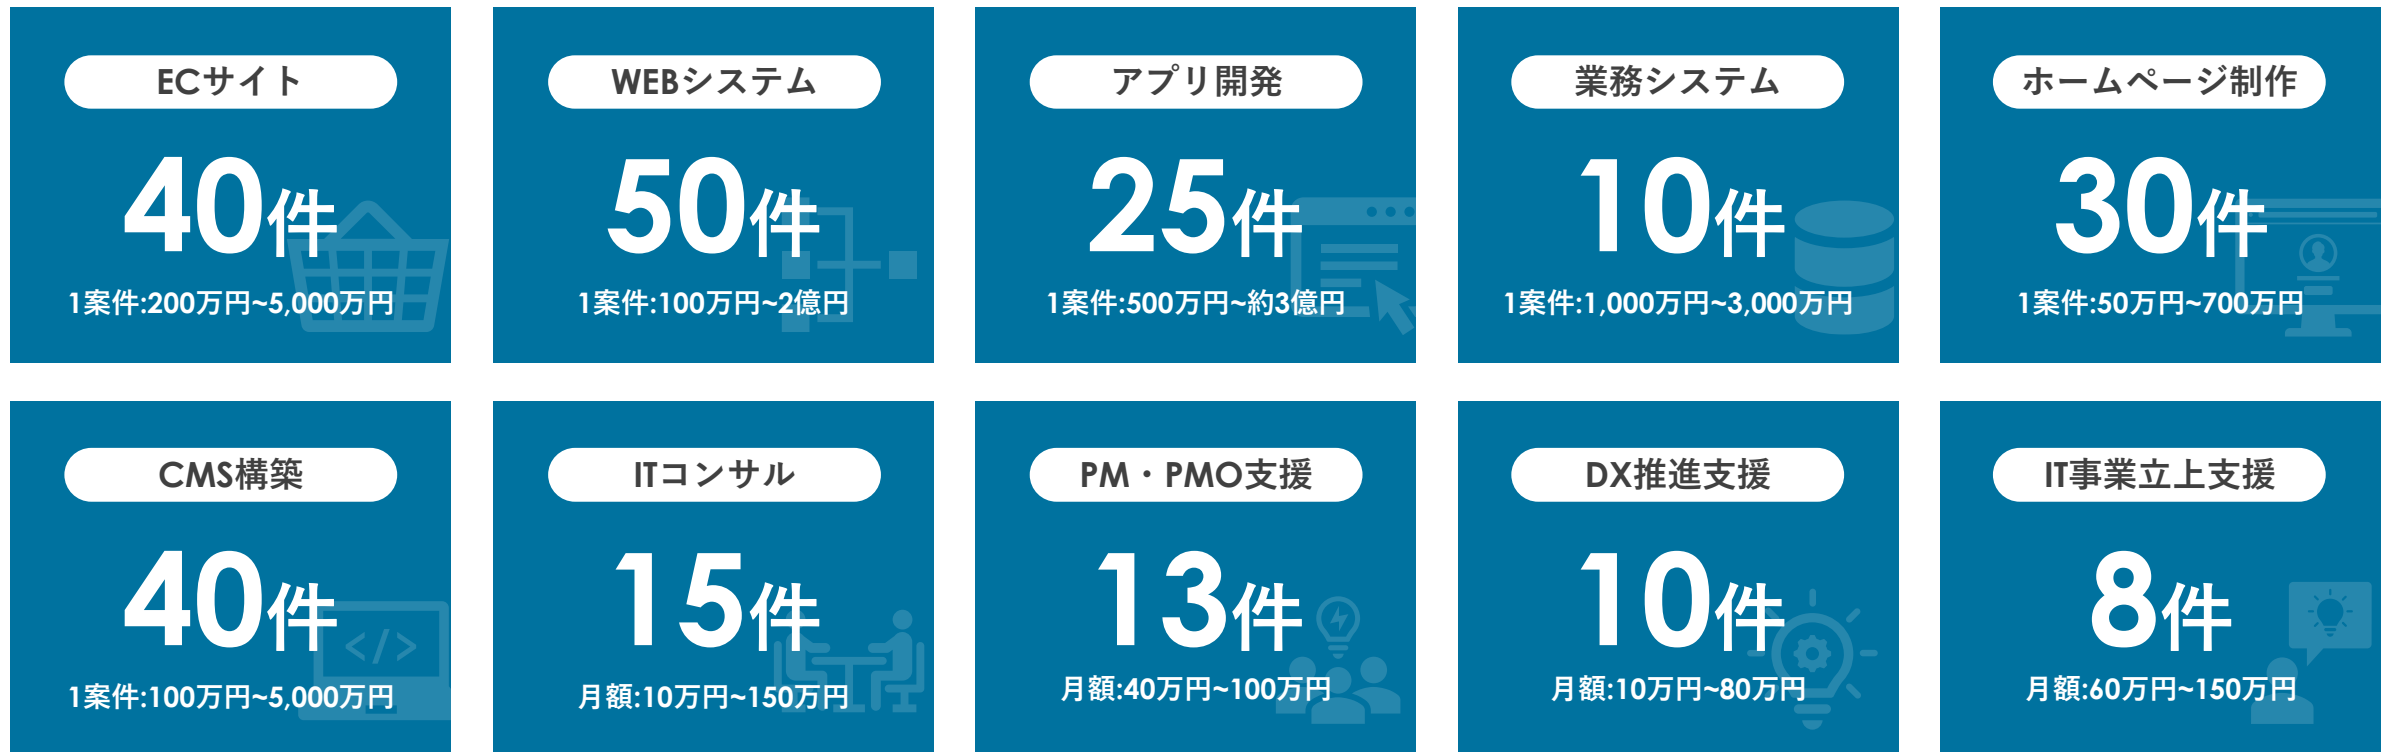 ECサイト
40件
1案件:200万円~5,000万円
WEBシステム
50件
1案件:100万円~2億円
アプリ開発
25件
1案件:500万円~約3億円
業務システム
10件
1案件:1,000万円~3,000万円
ホームページ制作
30件
1案件:50万円~700万円
CMS構築
40件
1案件:100万円~5,000万円
ITコンサル
15件
月額:10万円~150万円
PM・PMO支援
13件
月額:40万円~100万円
DX推進支援
10件
月額:10万円~80万円
IT事業立上支援
8件
月額:60万円~150万円